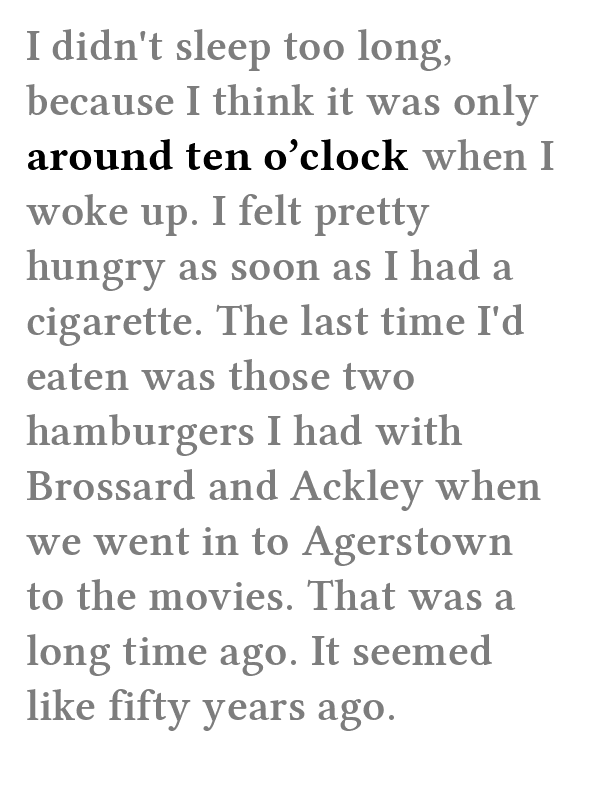 I didn't sleep too long,
because I think it was only
around ten o’clock when I
woke up. I felt pretty
hungry as soon as I had a
cigarette. The last time I'd
eaten was those two
hamburgers I had with
Brossard and Ackley when
we went in to Agerstown
to the movies. That was a
long time ago. It seemed
like fifty years ago.